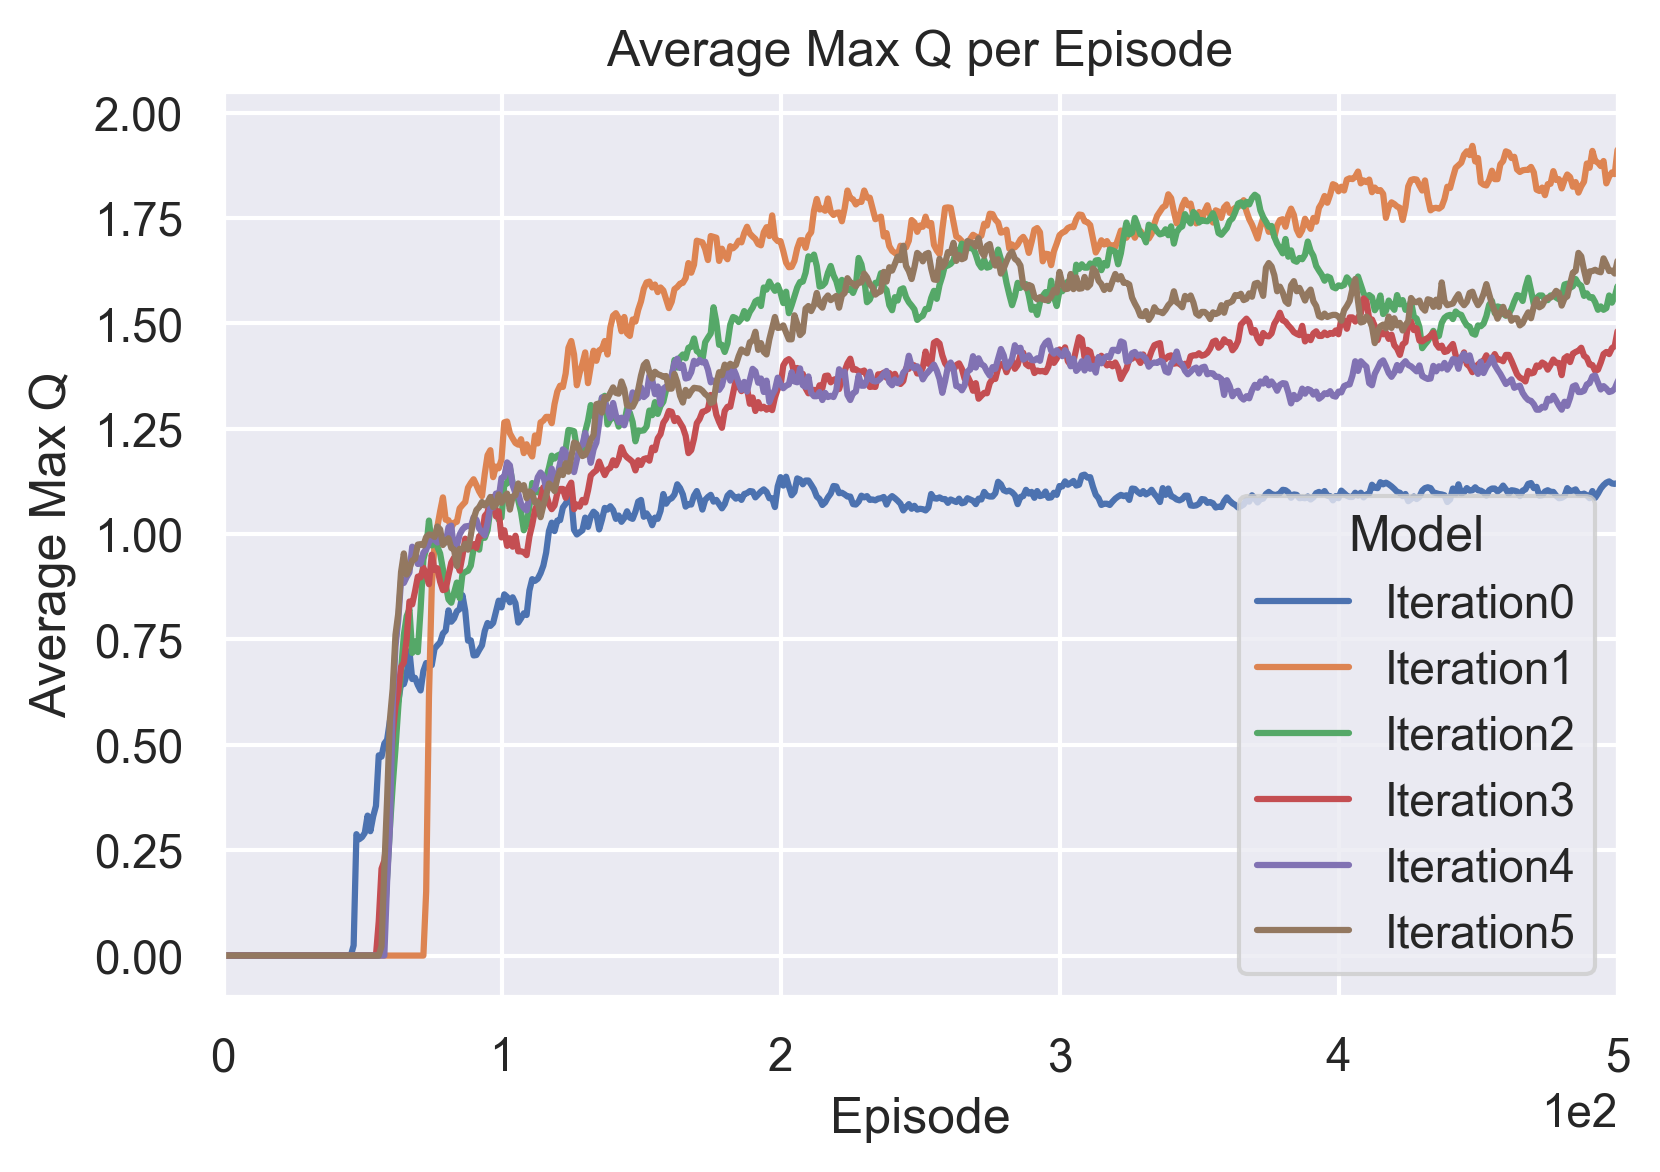 Average Max Q per Episode
Average Max Q
2.00
1.75
1.50
1.25
1.00
0.75
0.50
0.25
0.00
Model
Iteration0
Iteration1
Iteration2
Iteration3
Iteration4
Iteration5
0 1 2 3 4 5
1e2
Episode